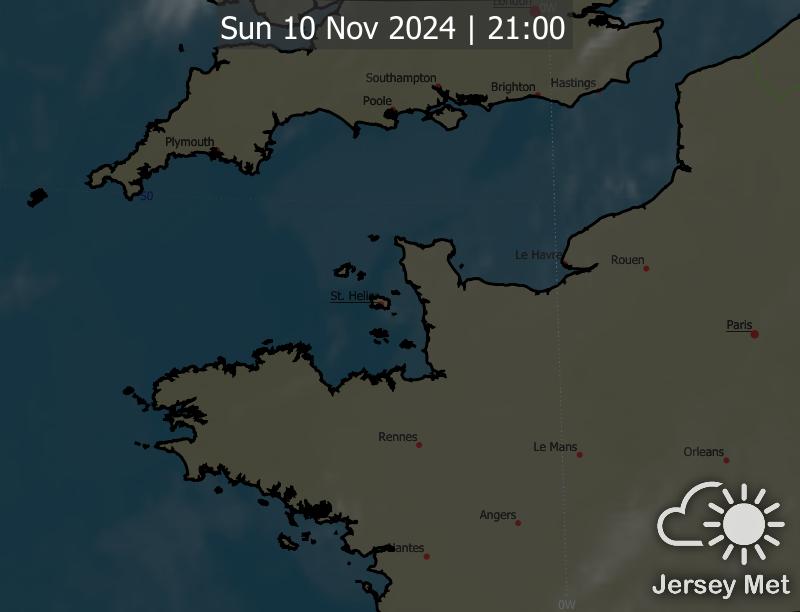 London
0W
Sun 10 Nov 2024 | 21:00
Southampton
Brighton
Hastings
Poole
Plymouth
50
Le Havre
Rouen
St. Helier
Paris
Rennes
Le Mans
Orleans
Angers
Nantes
Jersey Met
0W